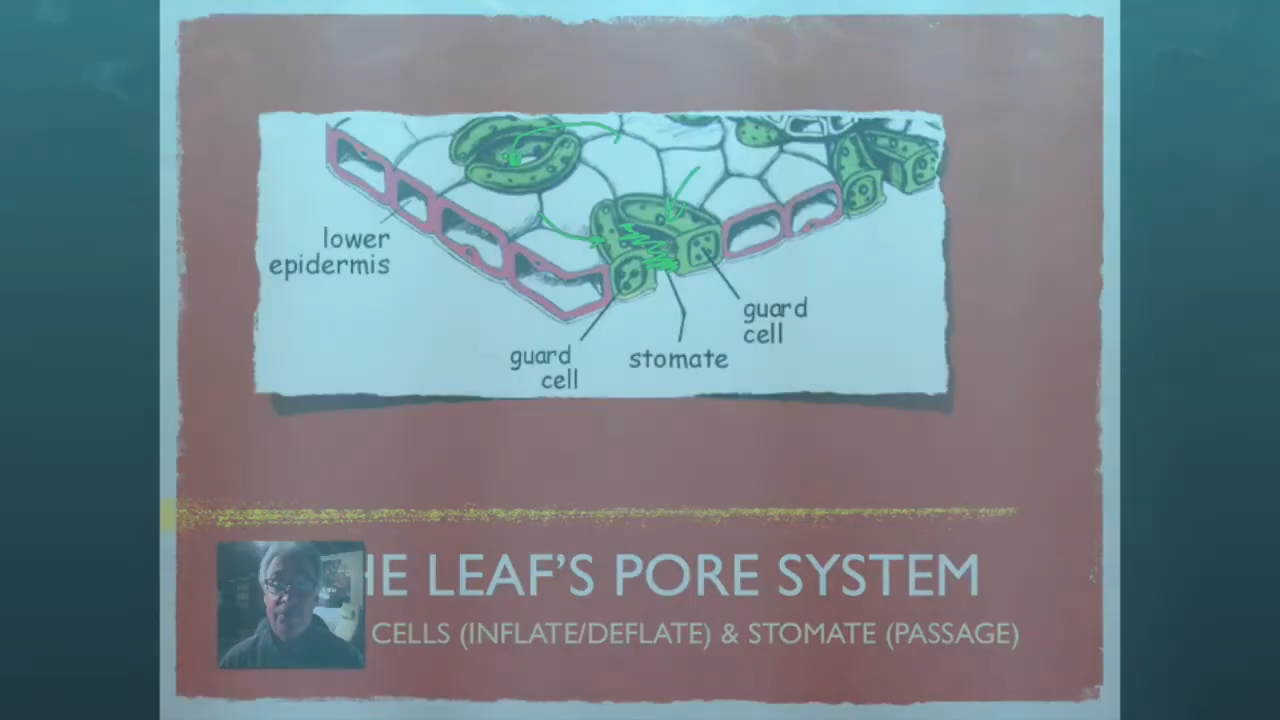 lower
epidermis
guard
cell
guard
cell
stomate
HE LEAF'S PORE SYSTEM
CELLS (INFLATE/DEFLATE) & STOMATE (PASSAGE)